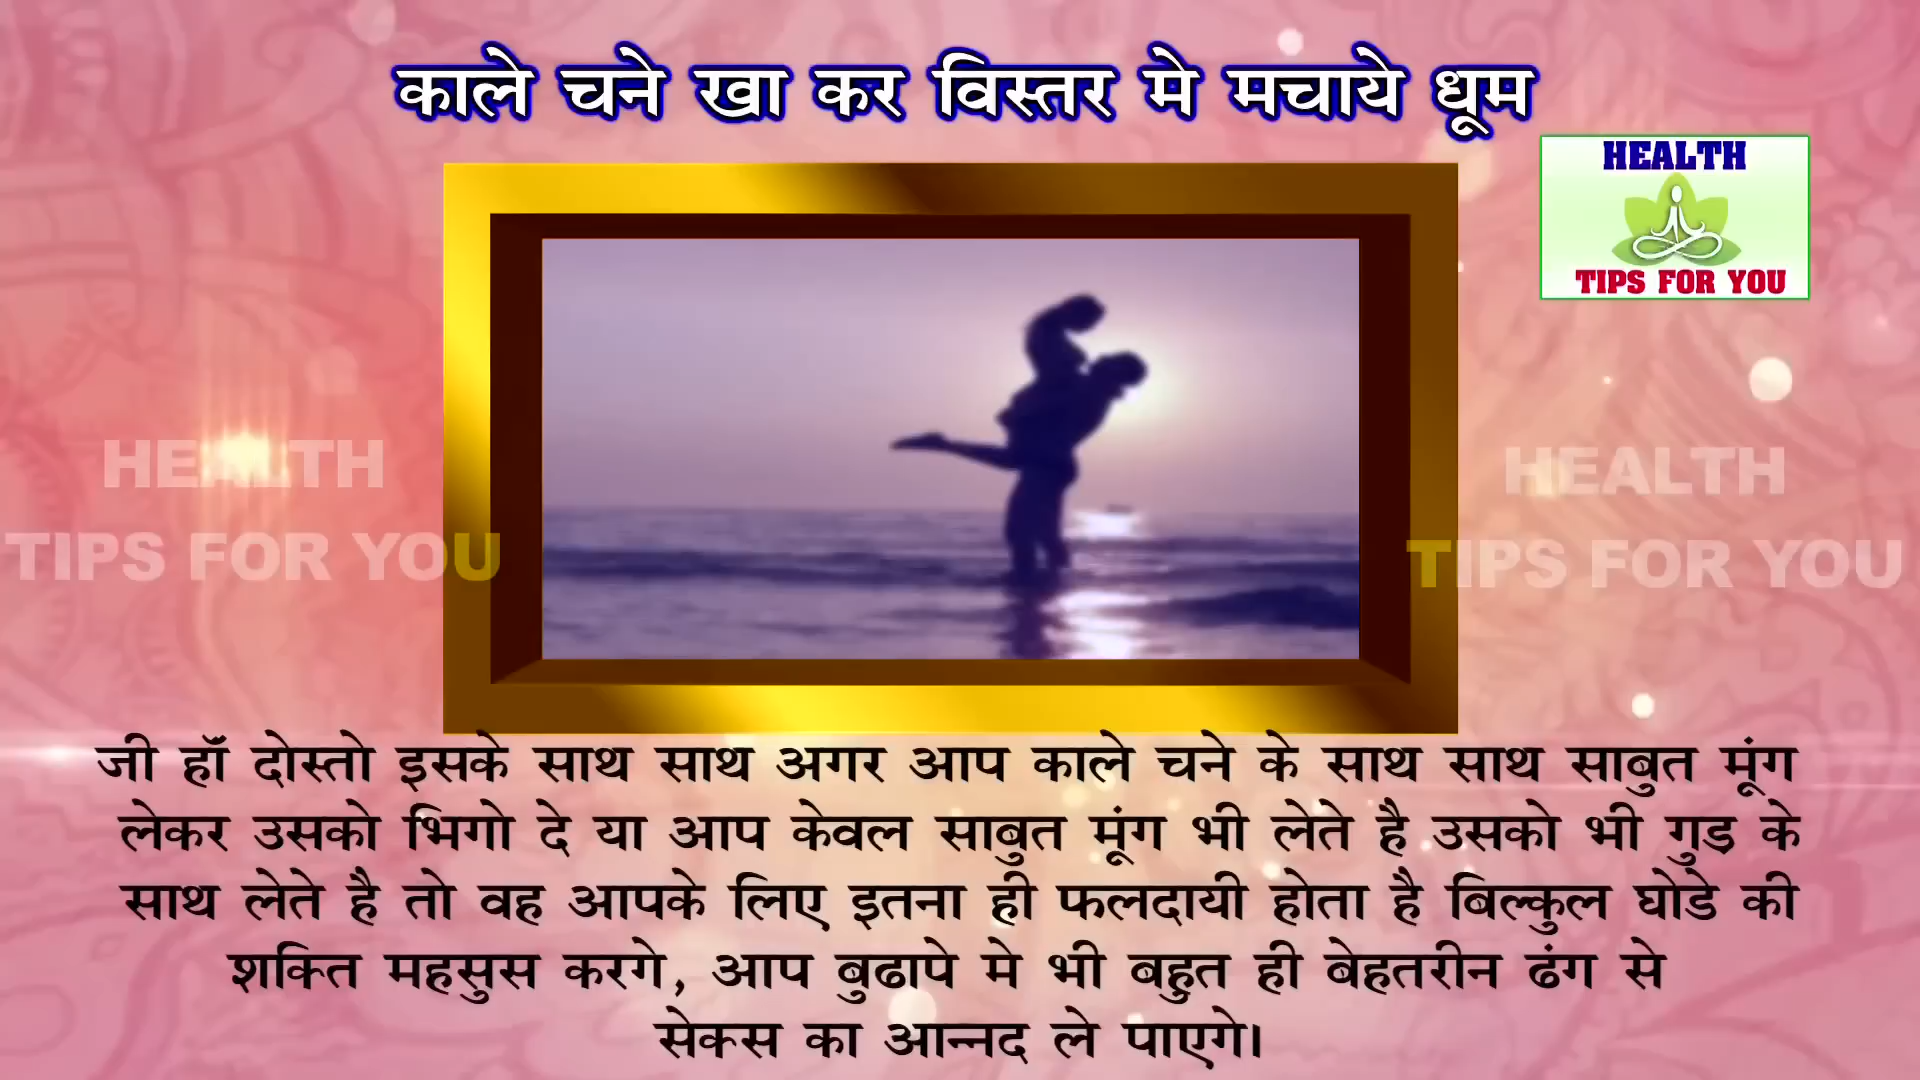 काले चने खा कर विस्तर मे मचाये धूम
HEALTH
TIPS FOR YOU
HEALTH
TIPS FOR YOU
HEALTH
TIPS FOR YOU
जी हॉं दोस्तो इसके साथ साथ अगर आप काले चने के साथ साथ साबुत मूंग
लेकर उसको भिगो दे या आप केवल साबुत मूंग भी लेते है उसको भी गुड़ के
साथ लेते है तो वह आपके लिए इतना ही फलदायी होता है बिल्कुल घोडे की
शक्ति महसुस करगे, आप बुढापे मे भी बहुत ही बेहतरीन ढंग से
सेकस का आन्नद ले पाएगे।